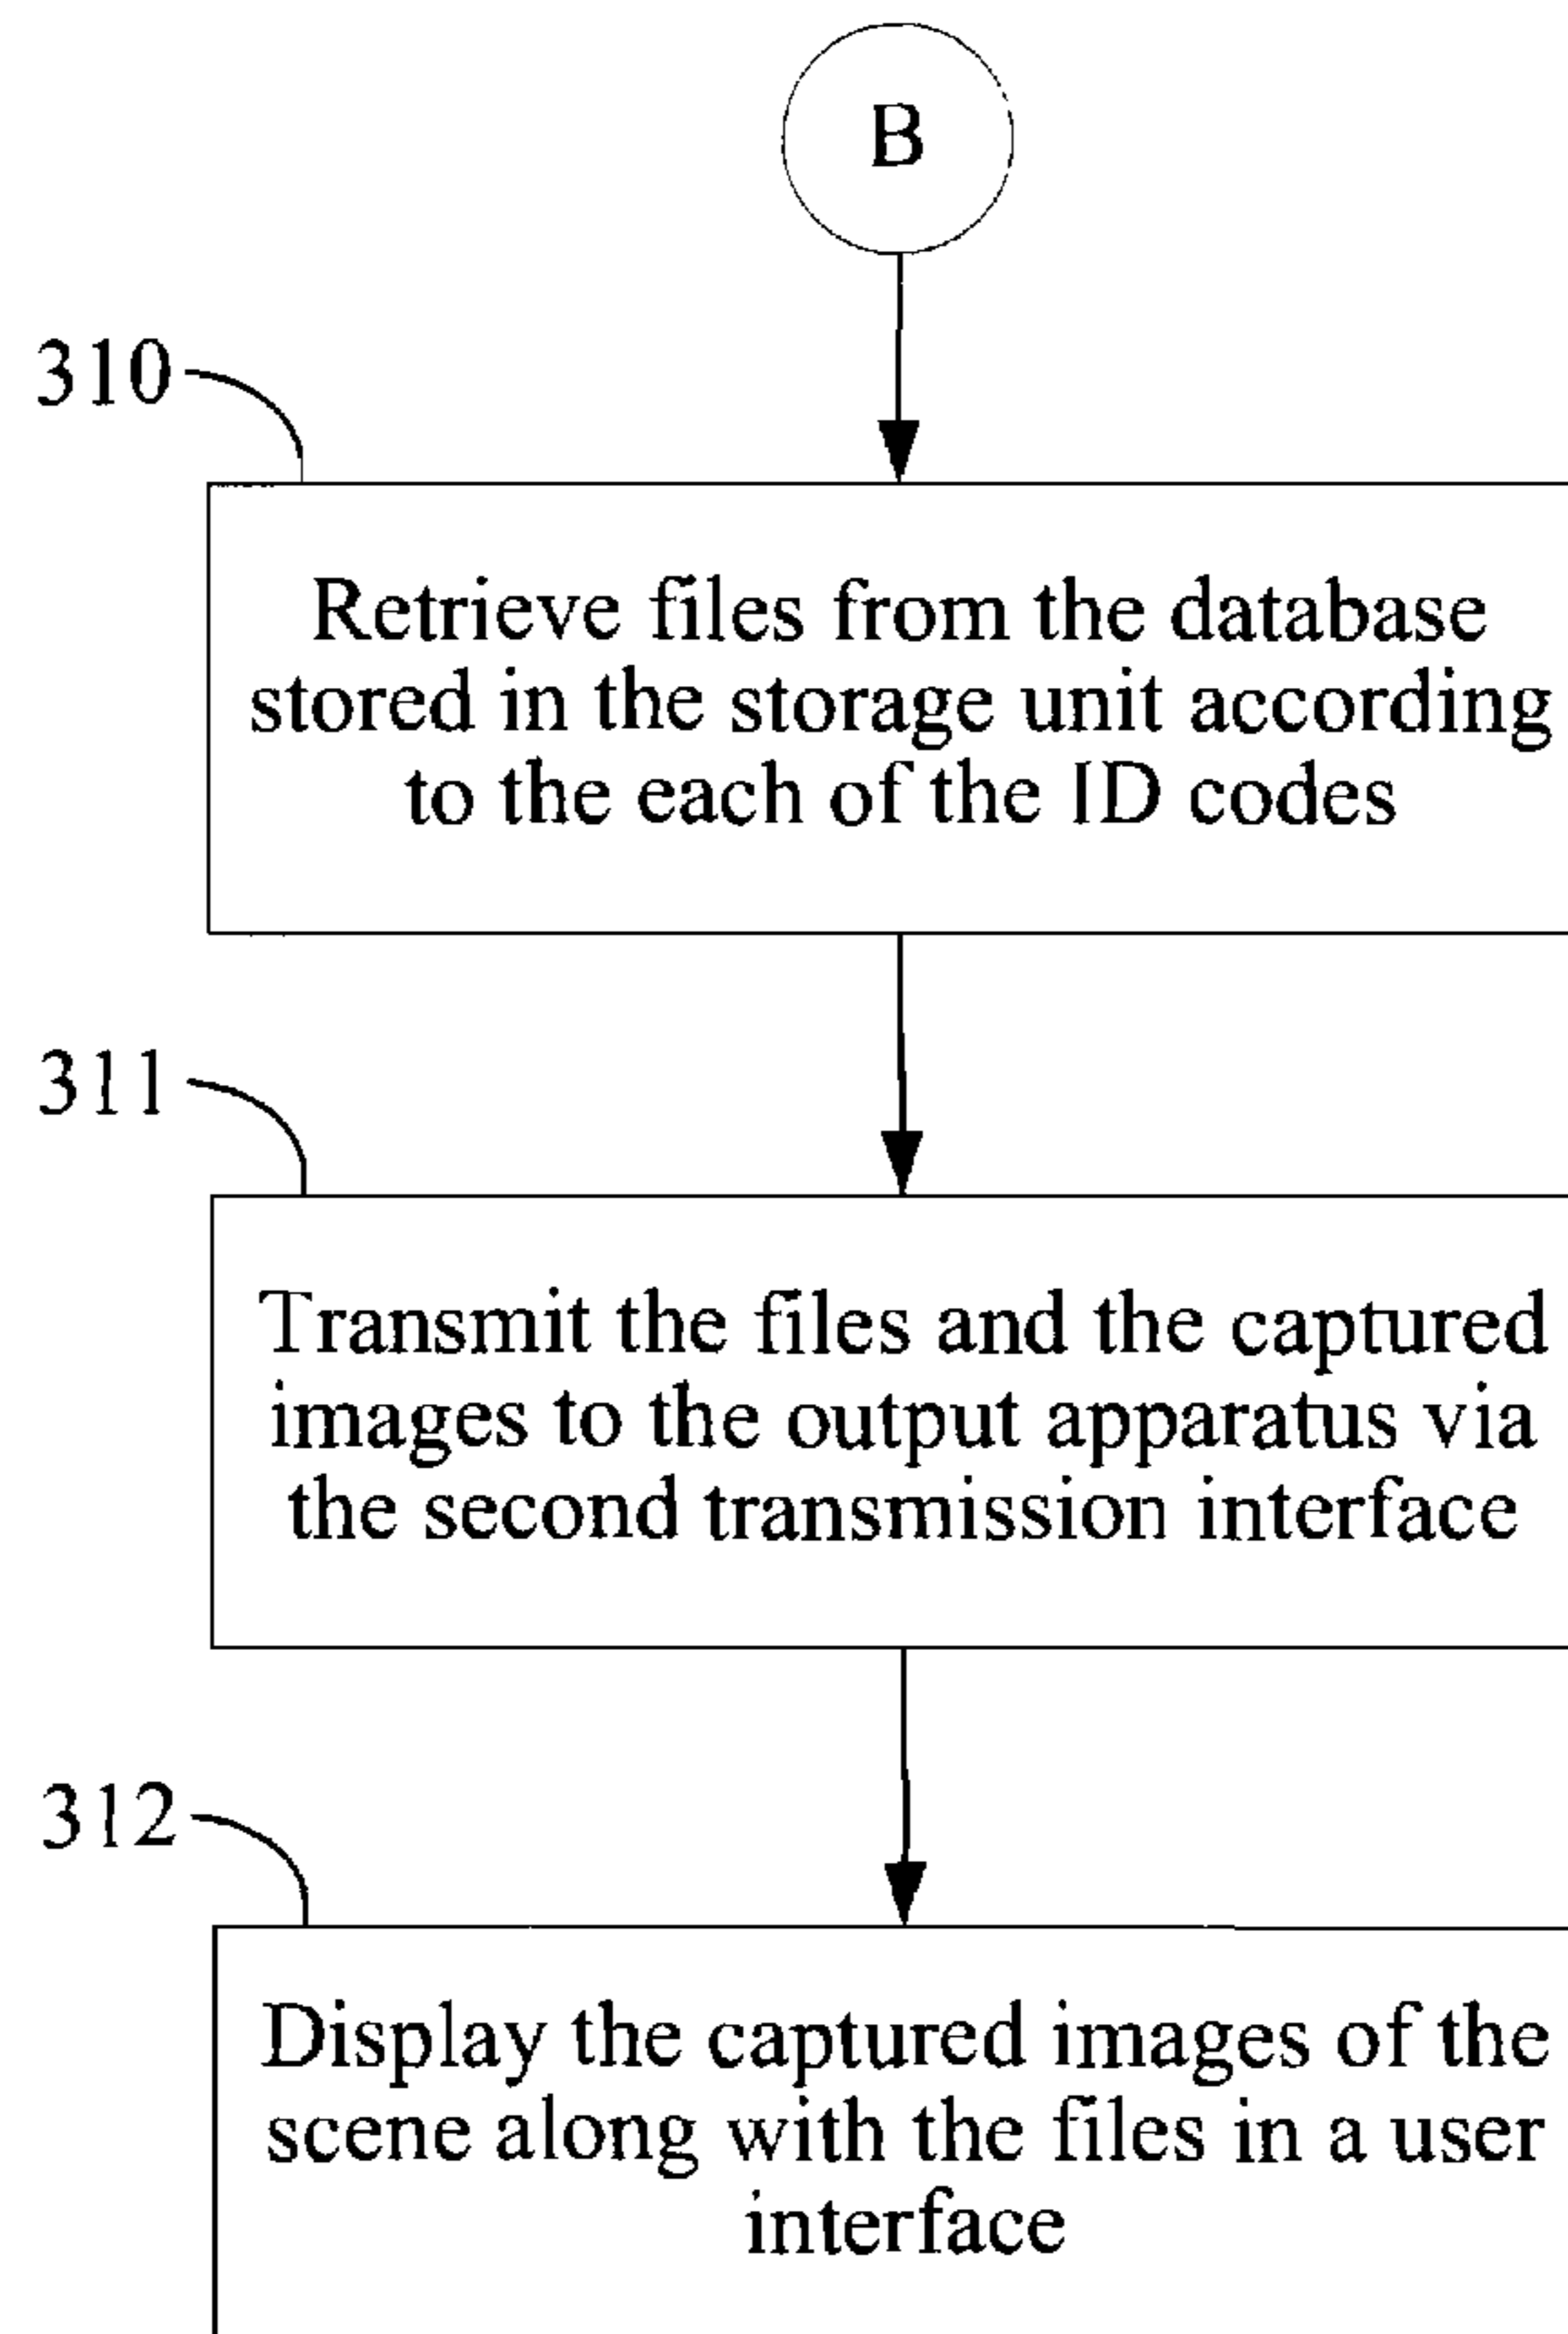 B
310
Retrieve files from the database
stored in the storage unit according
to the each of the ID codes
311
Transmit the files and the captured
images to the output apparatus via
the second transmission interface
312
Display the captured images of the
scene along with the files in a user
interface